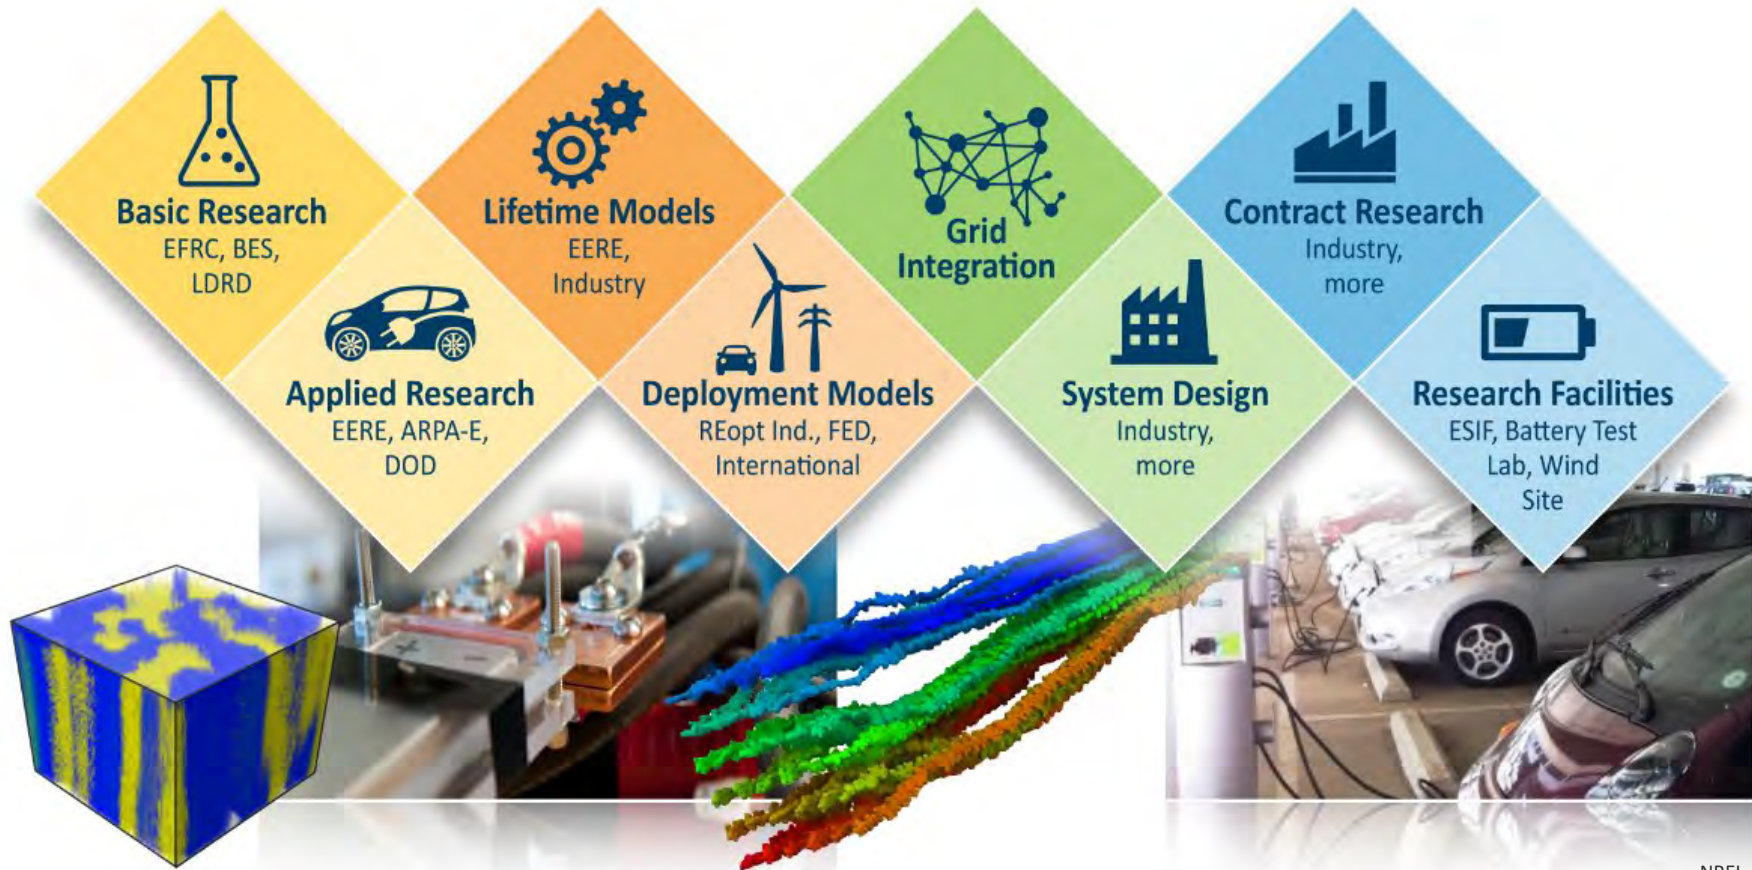 Basic Research
EFRC, BES,
LDRD
Applied Research
EERE, ARPA-E,
DOD
Lifetime Models
EERE,
Industry
Deployment Models
REopt Ind., FED,
International
Grid
Integration
System Design
Industry,
more
Contract Research
Industry,
more
Research Facilities
ESIF, Battery Test
Lab, Wind
Site